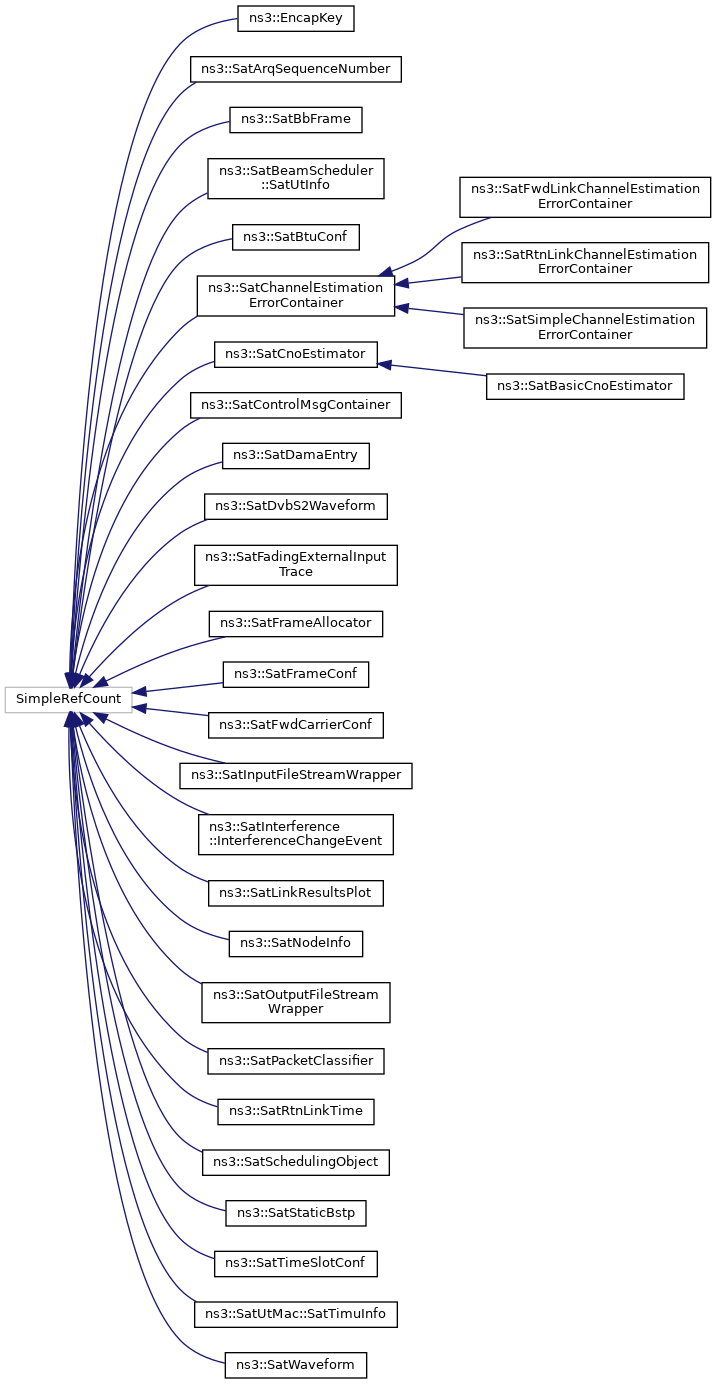 ns3::EncapKey
ns3::SatArqSequenceNumber
ns3::SatBbFrame
ns3::SatBeamScheduler
::SatUtInfo
ns3::SatBtuConf
ns3::SatChannelEstimation
ErrorContainer
ns3::SatFwdLinkChannelEstimation
ErrorContainer
ns3::SatRtnLinkChannelEstimation
ErrorContainer
ns3::SatSimpleChannelEstimation
ErrorContainer
ns3::SatCnoEstimator
ns3::SatBasicCnoEstimator
ns3::SatControlMsgContainer
ns3::SatDamaEntry
ns3::SatDvbS2Waveform
ns3::SatFadingExternalInput
Trace
ns3::SatFrameAllocator
ns3::SatFrameConf
SimpleRefCount
ns3::SatFwdCarrierConf
ns3::SatInputFileStreamWrapper
ns3::SatInterference
::InterferenceChangeEvent
ns3::SatLinkResultsPlot
ns3::SatNodeInfo
ns3::SatOutputFileStream
Wrapper
ns3::SatPacketClassifier
ns3::SatRtnLinkTime
ns3::SatSchedulingObject
ns3::SatStaticBstp
ns3::SatTimeSlotConf
ns3::SatUtMac::SatTimuInfo
ns3::SatWaveform